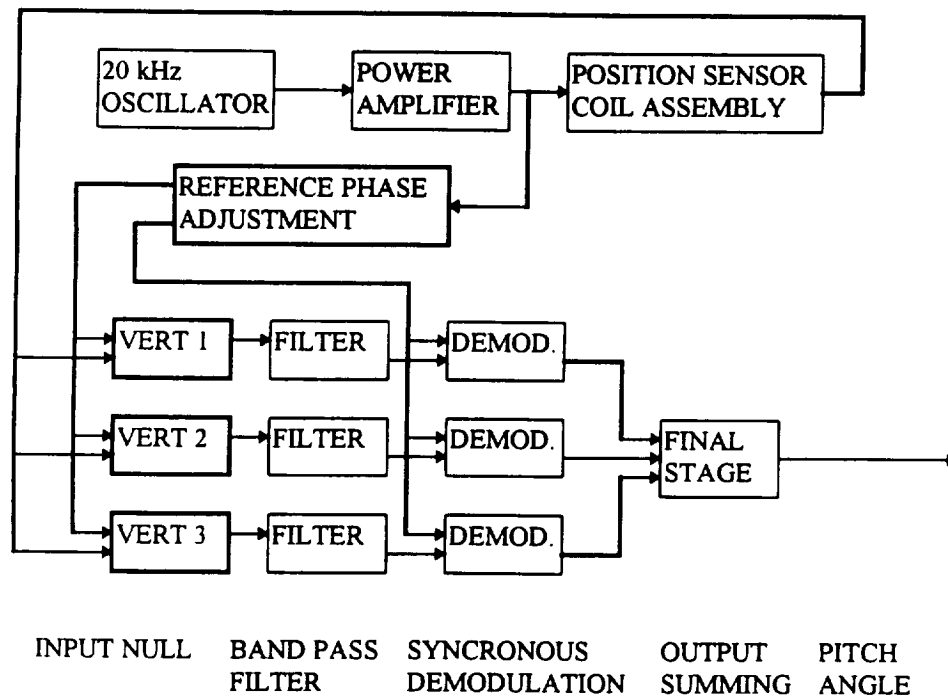 20 kHz
OSCILLATOR
POWER
AMPLIFIER
POSITION SENSOR
COIL ASSEMBLY
REFERENCE PHASE
ADJUSTMENT
VERT 1
FILTER
DEMOD.
VERT 2
FILTER
DEMOD.
FINAL
STAGE
VERT 3
FILTER
DEMOD.
INPUT NULL
BAND PASS
FILTER
SYNCRONOUS
DEMODULATION
OUTPUT
SUMMING
PITCH
ANGLE